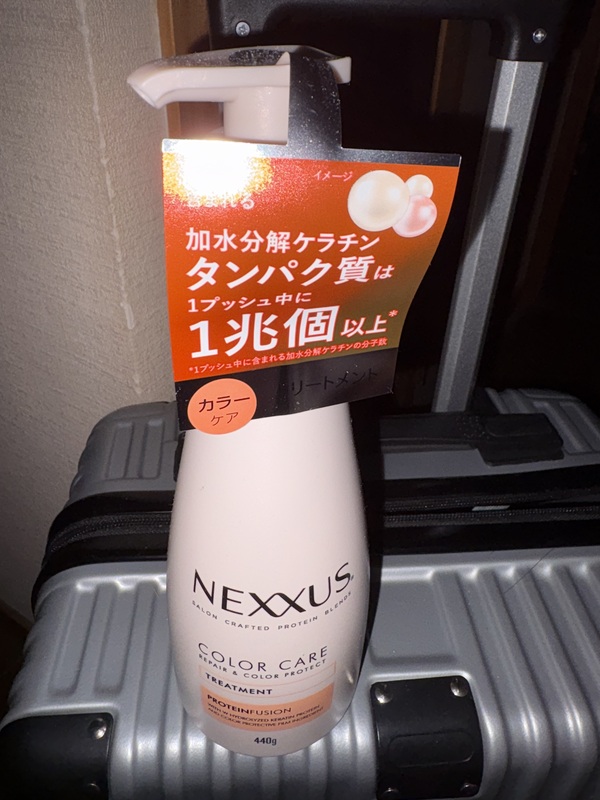 イメージ
含まれる
加水分解ケラチン
タンパク質は
1プッシュ中に
1兆個以上*
*1プッシュ中に含まれる加水分解ケラチンの分子数
トリートメント
カラー
ケア
NEXXUS
SALON CRAFTED PROTEIN BLENDS
COLOR CARE
REPAIR & COLOR PROTECT
TREATMENT
PROTEINFUSION
440g